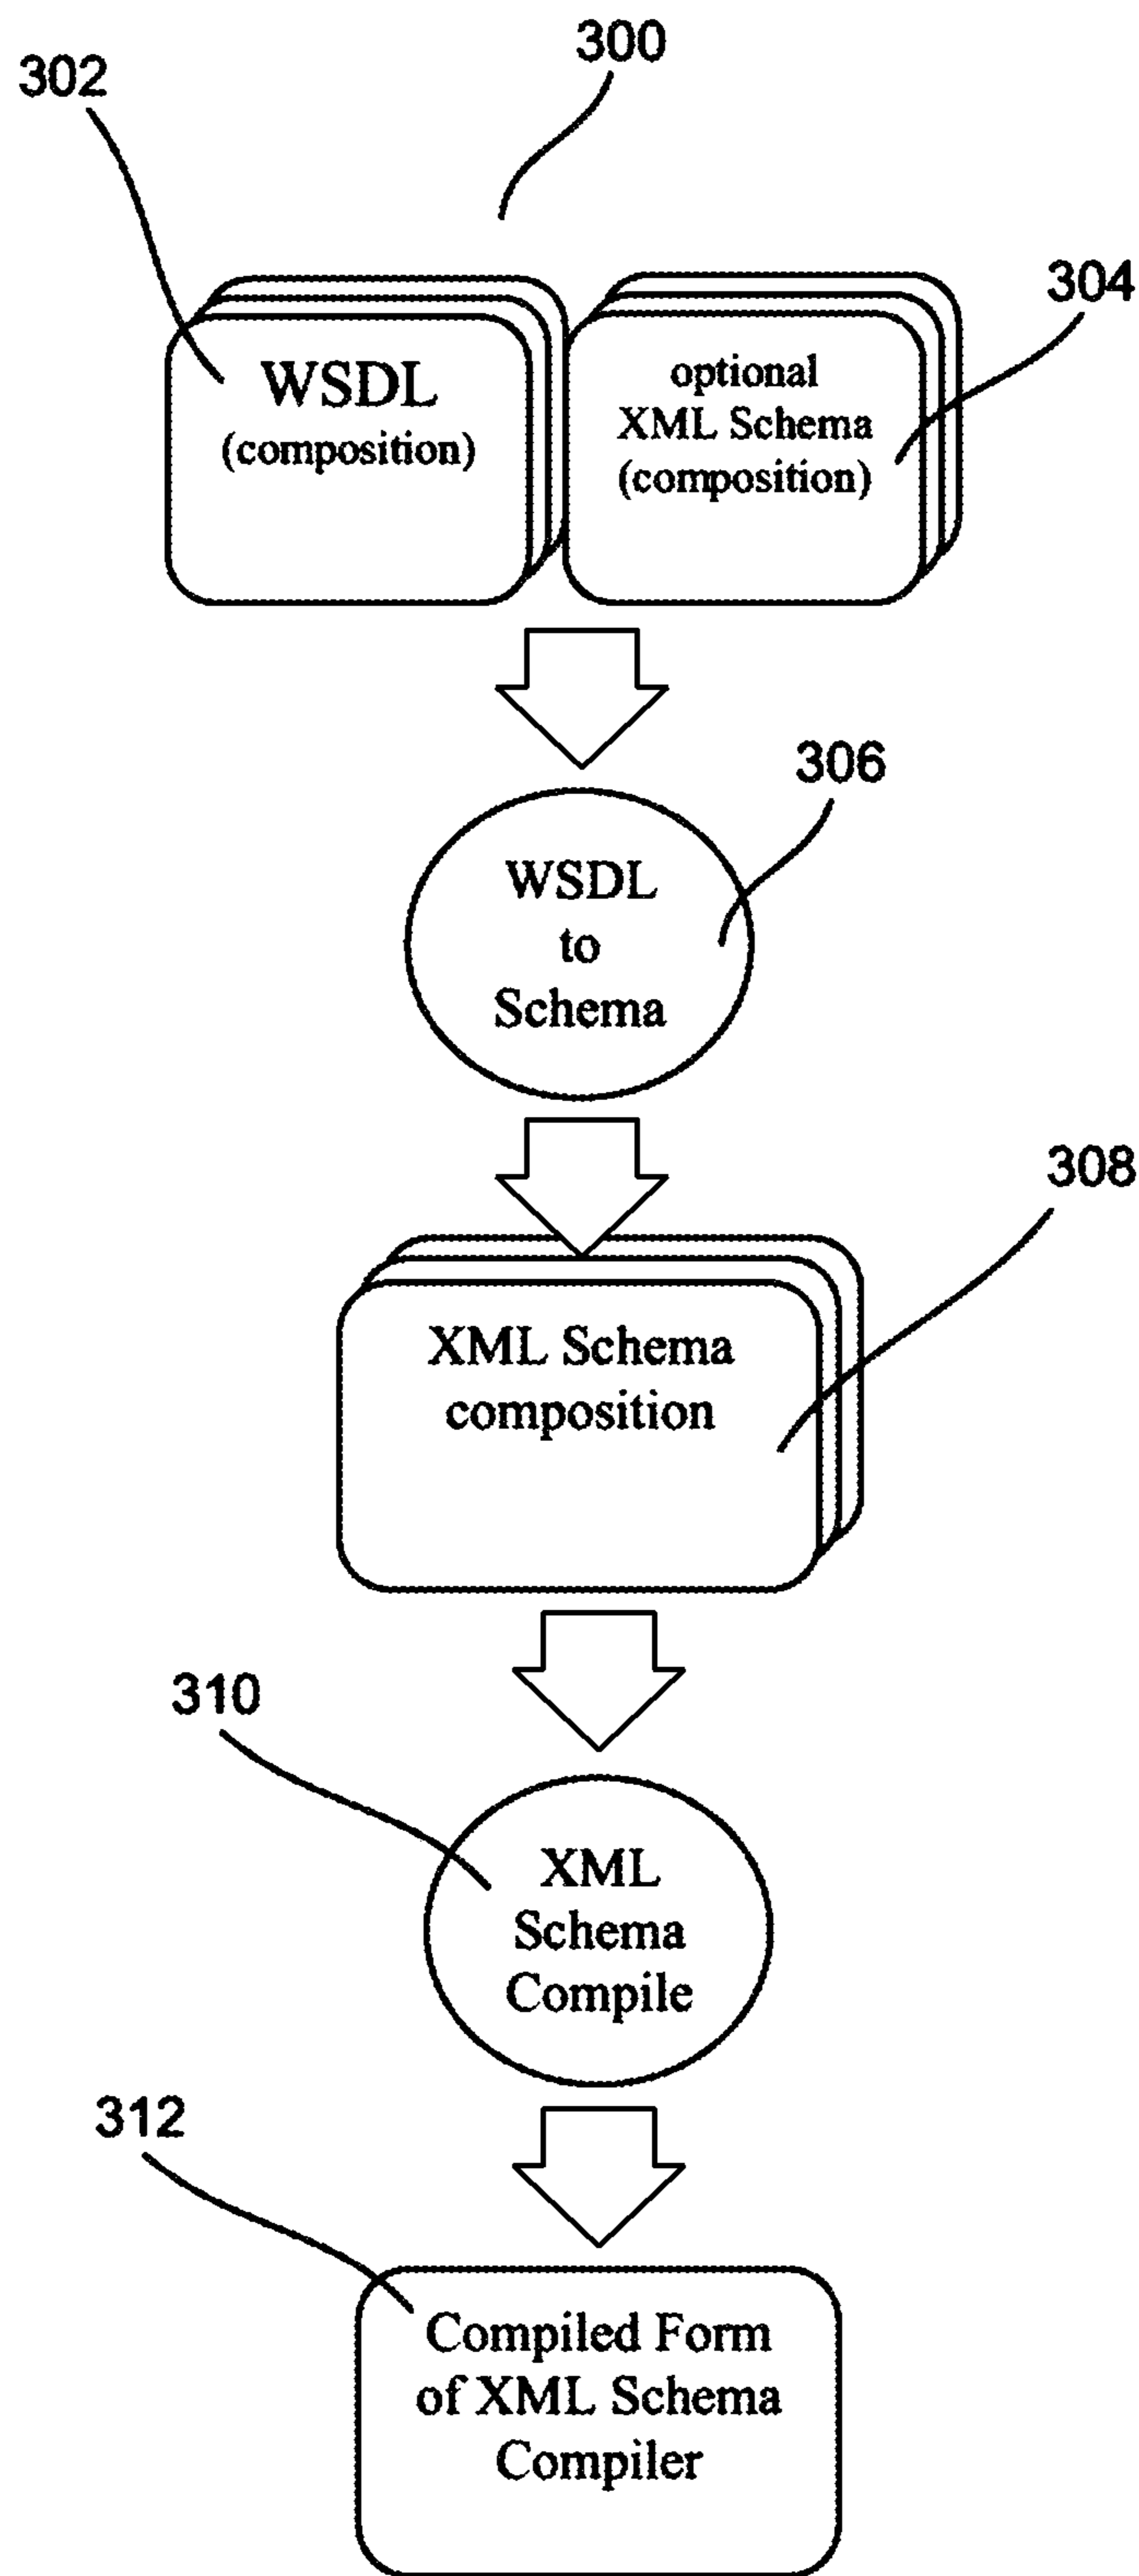 300
302
304
WSDL
(composition)
optional
XML Schema
(composition)
306
WSDL
to
Schema
308
XML Schema
composition
310
XML
Schema
Compile
312
Compiled Form
of XML Schema
Compiler